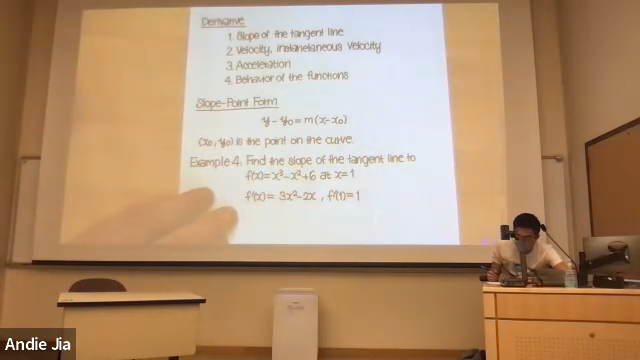 Derivative
1. Slope of the tangent line
2. Velocity, instantaneous velocity
3. Acceleration
4. Behavior of the functions
Slope-Point Form
y - y₀ = m(x-x₀)
(x₀, y₀) is the point on the curve.
Example 4. Find the slope of the tangent line to
f(x)=x³-x²+6 at x=1
f'(x) = 3x²-2x , f'(1)=1
Andie Jia